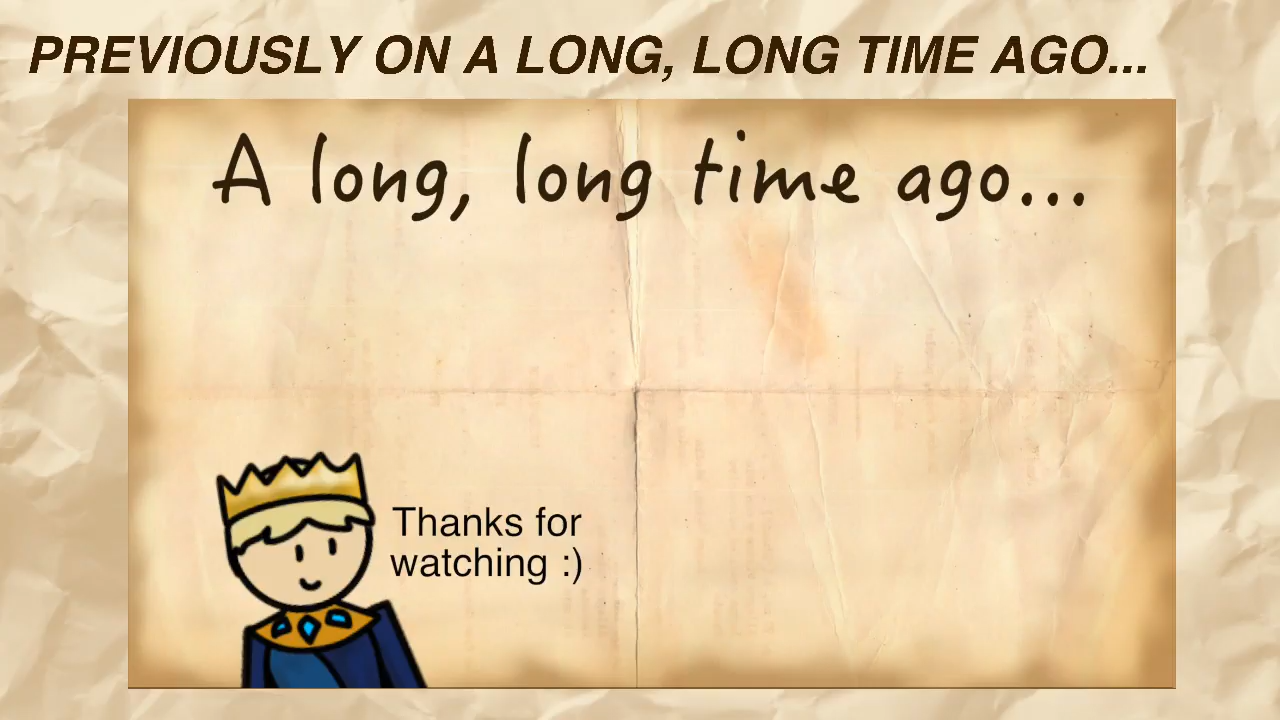 PREVIOUSLY ON A LONG, LONG TIME AGO...
A long, long time ago...
Thanks for
watching :)